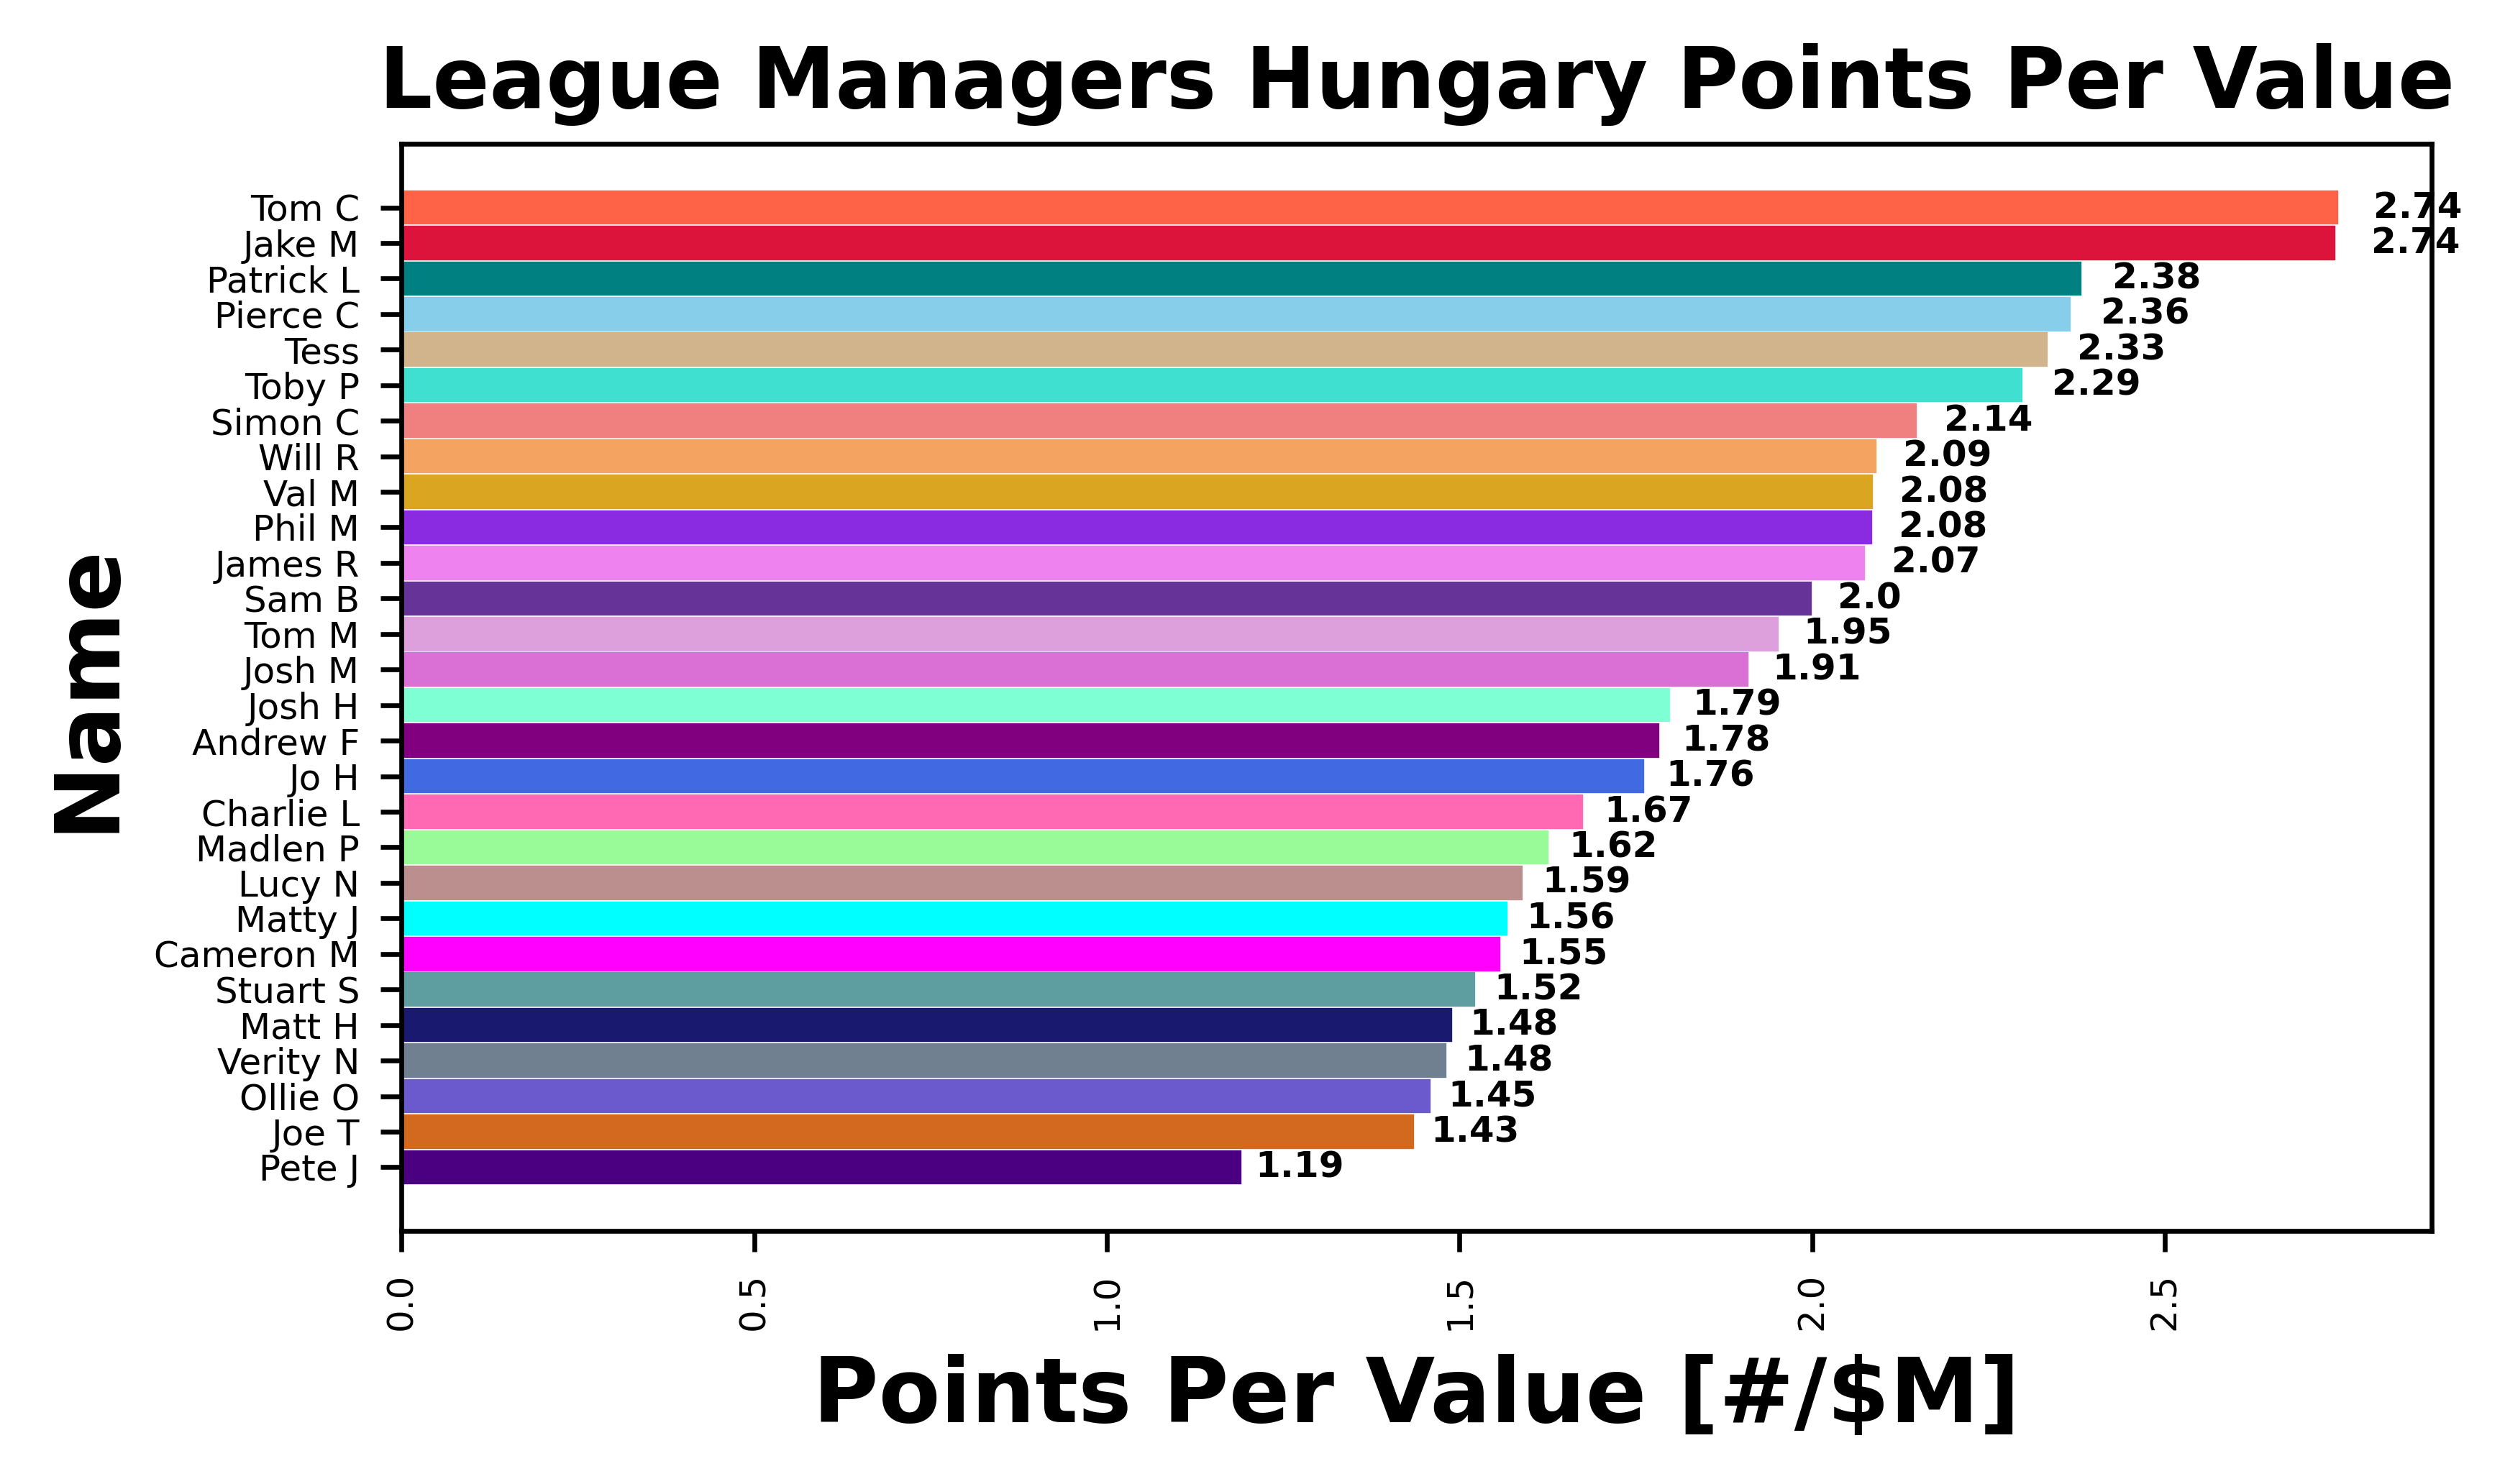 League Managers Hungary Points Per Value
Tom C 2.74
Jake M 2.74
Patrick L 2.38
Pierce C 2.36
Tess 2.33
Toby P 2.29
Simon C 2.14
Will R 2.09
Val M 2.08
Phil M 2.08
James R 2.07
Sam B 2.0
Tom M 1.95
Josh M 1.91
Josh H 1.79
Andrew F 1.78
Jo H 1.76
Charlie L 1.67
Madlen P 1.62
Lucy N 1.59
Matty J 1.56
Cameron M 1.55
Stuart S 1.52
Matt H 1.48
Verity N 1.48
Ollie O 1.45
Joe T 1.43
Pete J 1.19
Name
0.0 0.5 1.0 1.5 2.0 2.5
Points Per Value [#/$M]